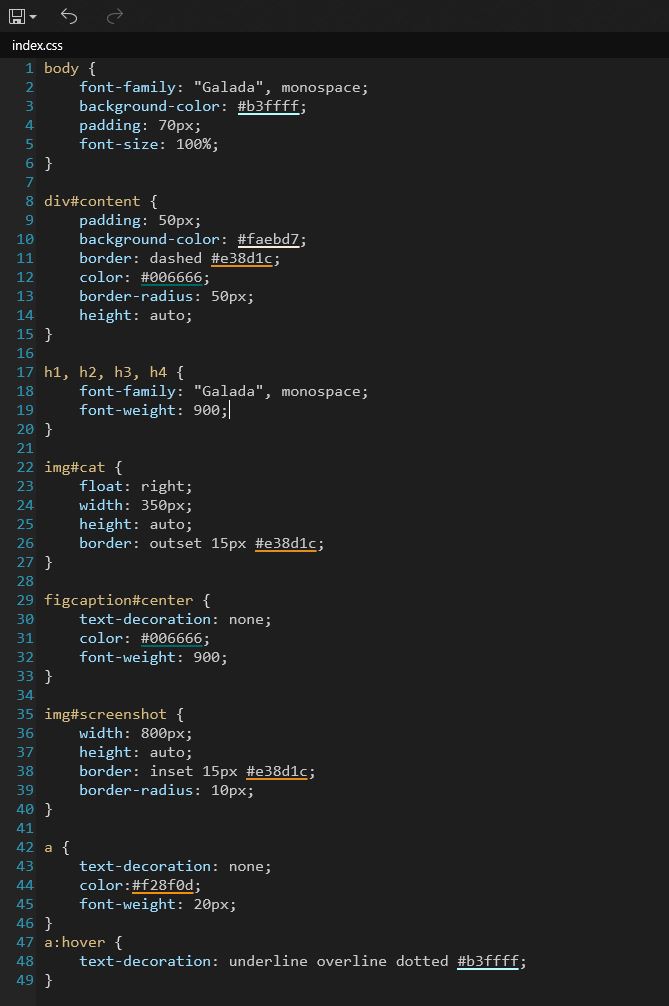 index.css
1 body {
2     font-family: "Galada", monospace;
3     background-color: #b3ffff;
4     padding: 70px;
5     font-size: 100%;
6 }
7
8 div#content {
9     padding: 50px;
10     background-color: #faebd7;
11     border: dashed #e38d1c;
12     color: #006666;
13     border-radius: 50px;
14     height: auto;
15 }
16
17 h1, h2, h3, h4 {
18     font-family: "Galada", monospace;
19     font-weight: 900;
20 }
21
22 img#cat {
23     float: right;
24     width: 350px;
25     height: auto;
26     border: outset 15px #e38d1c;
27 }
28
29 figcaption#center {
30     text-decoration: none;
31     color: #006666;
32     font-weight: 900;
33 }
34
35 img#screenshot {
36     width: 800px;
37     height: auto;
38     border: inset 15px #e38d1c;
39     border-radius: 10px;
40 }
41
42 a {
43     text-decoration: none;
44     color:#f28f0d;
45     font-weight: 20px;
46 }
47 a:hover {
48     text-decoration: underline overline dotted #b3ffff;
49 }